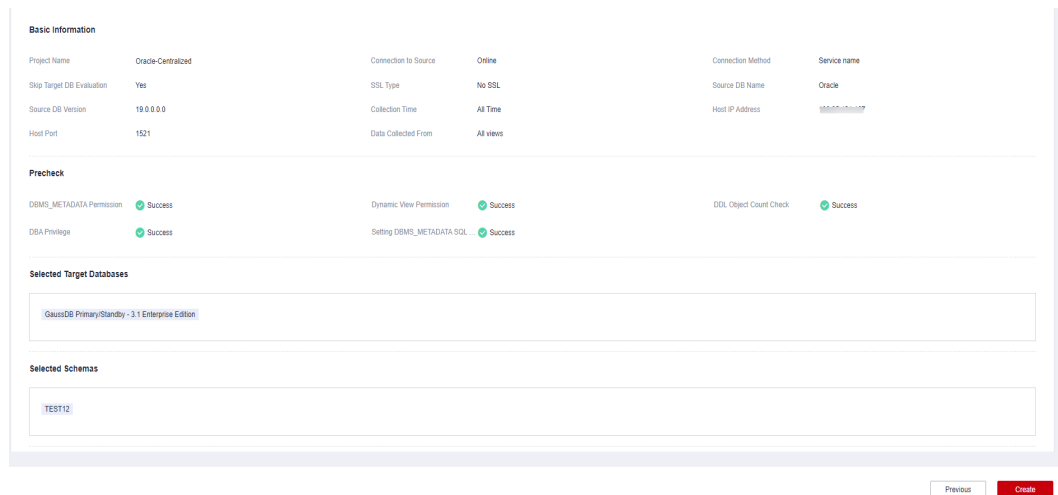 Basic Information
Project Name Oracle-Centralized Connection to Source Online Connection Method Service name
Skip Target DB Evaluation Yes SSL Type No SSL Source DB Name Oracle
Source DB Version 19.0.0.0.0 Collection Time All Time Host IP Address
Host Port 1521 Data Collected From All views
Precheck
DBMS_METADATA Permission Success Dynamic View Permission Success DDL Object Count Check Success
DBA Privilege Success Setting DBMS_METADATA SQL ... Success
Selected Target Databases
GaussDB Primary/Standby - 3.1 Enterprise Edition
Selected Schemas
TEST12
Previous Create